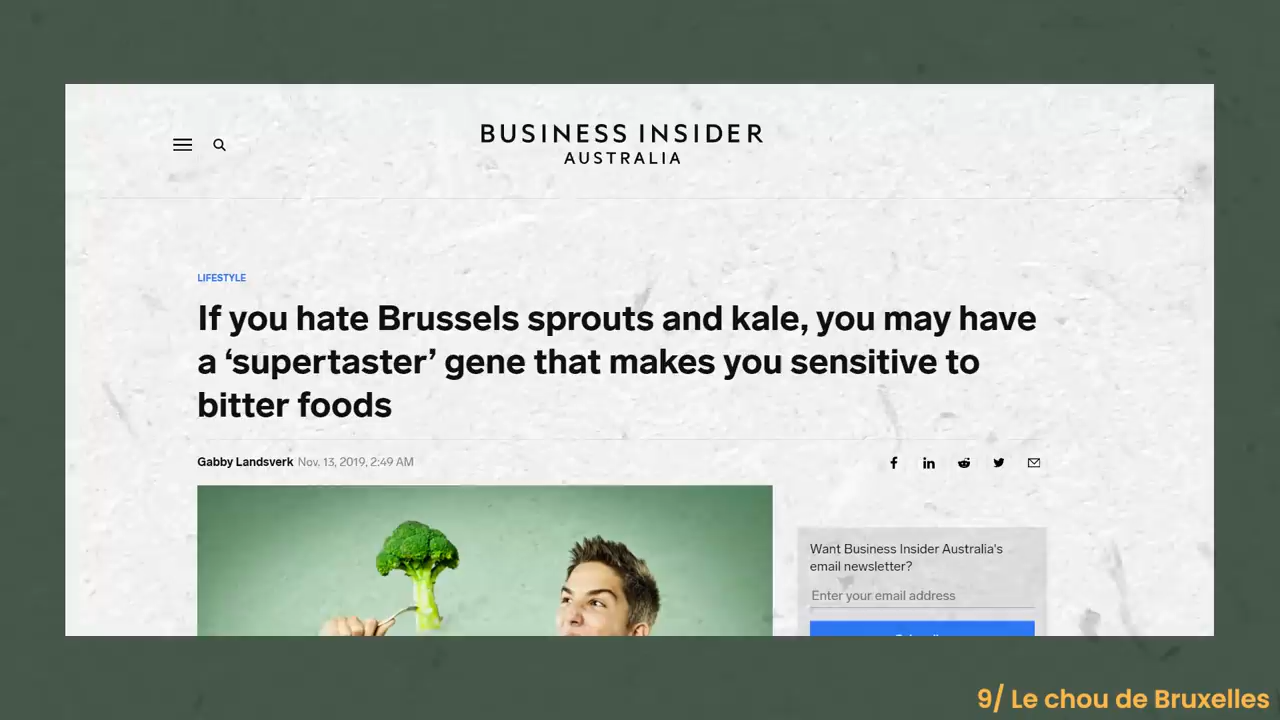 BUSINESS INSIDER
AUSTRALIA
LIFESTYLE
If you hate Brussels sprouts and kale, you may have
a ‘supertaster’ gene that makes you sensitive to
bitter foods
Gabby Landsverk Nov. 13, 2019, 2:49 AM
Want Business Insider Australia's
email newsletter?
Enter your email address
9/ Le chou de Bruxelles